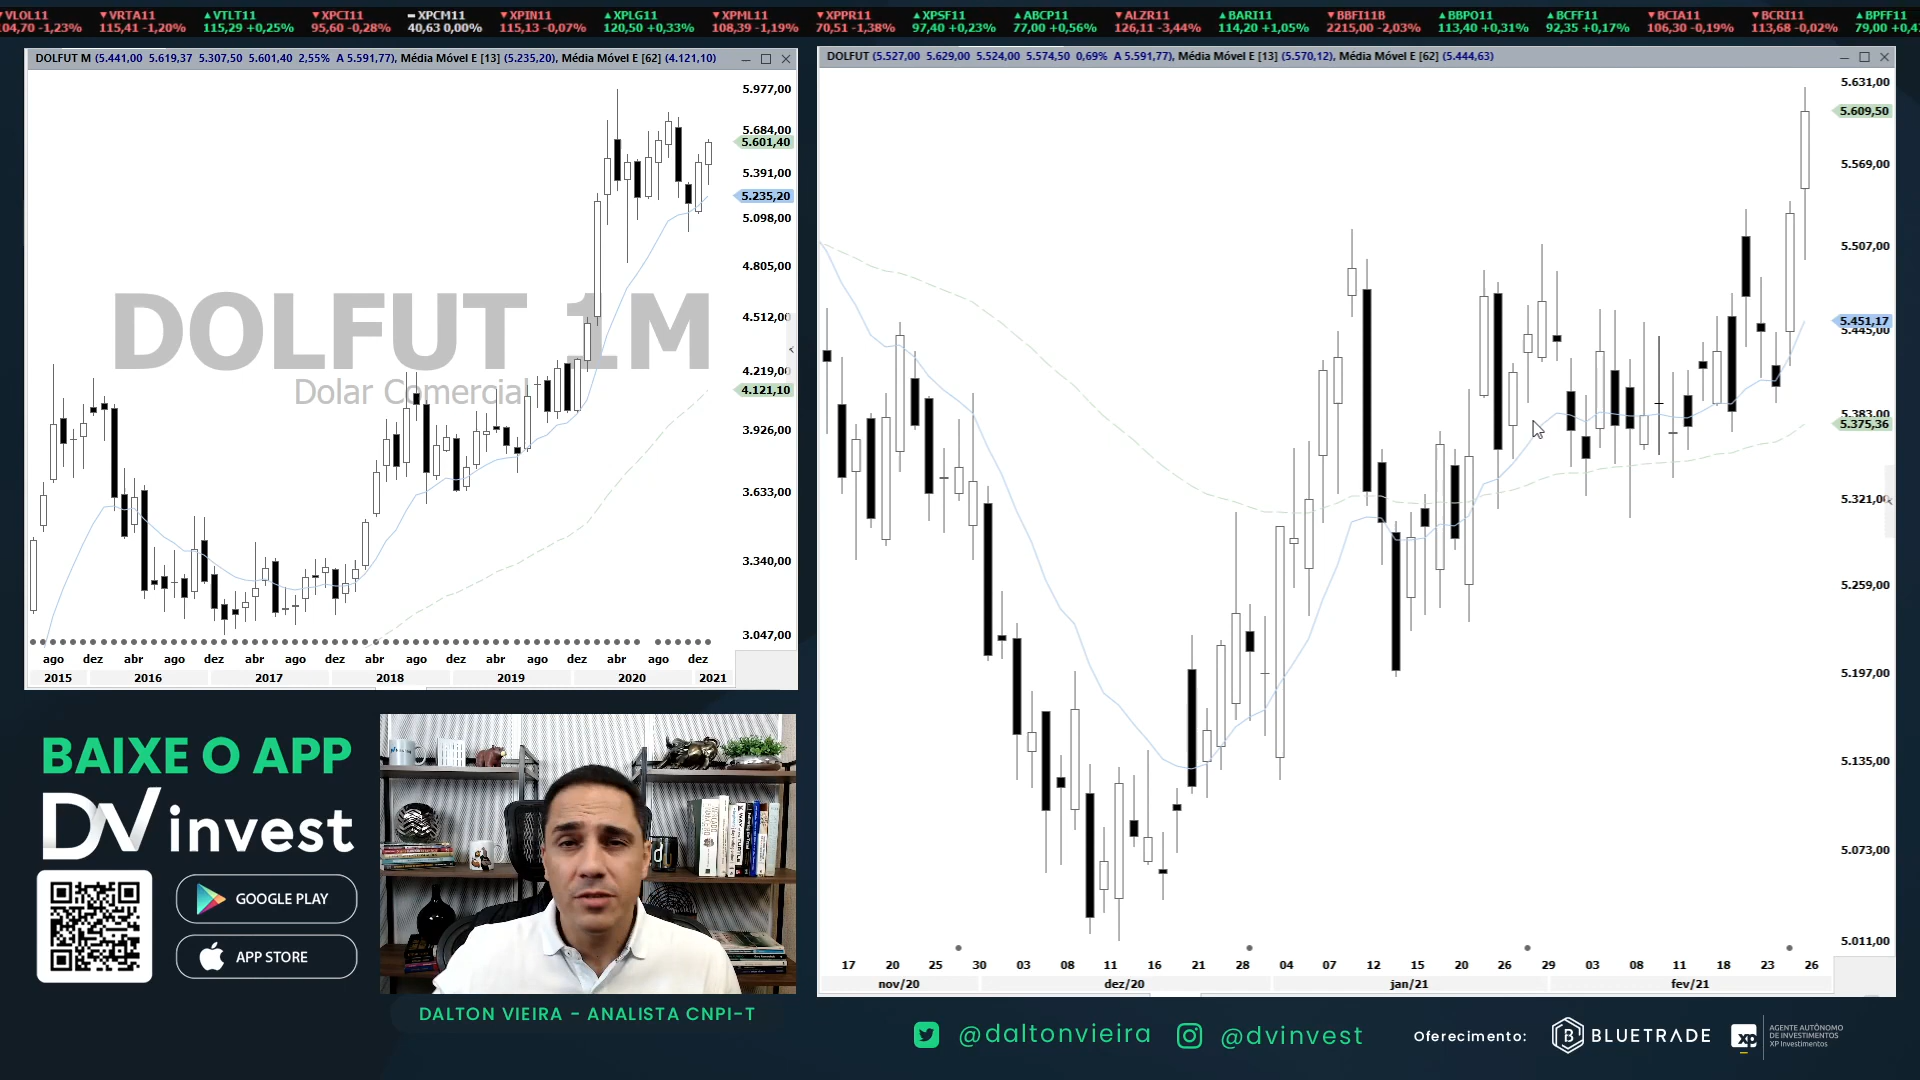 VLOL11 VRTA11 VTLT11 XPCI11 XPCM11 XPIN11 XPLG11 XPML11 XPPR11 XPSF11 ABCP11 ALZR11 BARI11 BBFI11B BBPO11 BCFF11 BCIA11 BCRI11 BPFF11
104,70 -1,23% 115,41 -1,20% 115,29 +0,25% 95,60 -0,28% 40,63 0,00% 115,13 -0,07% 120,50 +0,33% 108,39 -1,19% 70,51 -1,38% 97,40 +0,23% 77,00 +0,56% 126,11 -3,44% 114,20 +1,05% 2215,00 -2,03% 113,40 +0,31% 92,35 +0,17% 106,30 -0,19% 113,68 -0,02% 79,00
DOLFUT M (5.441,00 5.619,37 5.307,50 5.601,40 2,55% A 5.591,77), Média Móvel E [13] (5.235,20), Média Móvel E [62] (4.121,10)
5.977,00
5.684,00
5.601,40
5.391,00
5.235,20
5.098,00
4.805,00
4.512,00
4.219,00
4.121,10
3.926,00
3.633,00
3.340,00
3.047,00
DOLFUT 1M
Dolar Comercial
ago dez abr ago dez abr ago dez abr ago dez abr ago dez abr ago dez
2015 2016 2017 2018 2019 2020 2021
DOLFUT (5.527,00 5.629,00 5.524,00 5.574,50 0,69% A 5.591,77), Média Móvel E [13] (5.570,12), Média Móvel E [62] (5.444,63)
5.631,00
5.609,50
5.569,00
5.507,00
5.451,17
5.445,00
5.383,00
5.375,36
5.321,00
5.259,00
5.197,00
5.135,00
5.073,00
5.011,00
17 20 25 30 03 08 11 16 21 28 04 07 12 15 20 26 29 03 08 11 18 23 26
nov/20 dez/20 jan/21 fev/21
BAIXE O APP
DV invest
GOOGLE PLAY
APP STORE
DALTON VIEIRA - ANALISTA CNPI-T
@daltonvieira @dvinvest
Oferecimento: BLUETRADE
xp
AGENTE AUTÔNOMO
DE INVESTIMENTOS
XP Investimentos